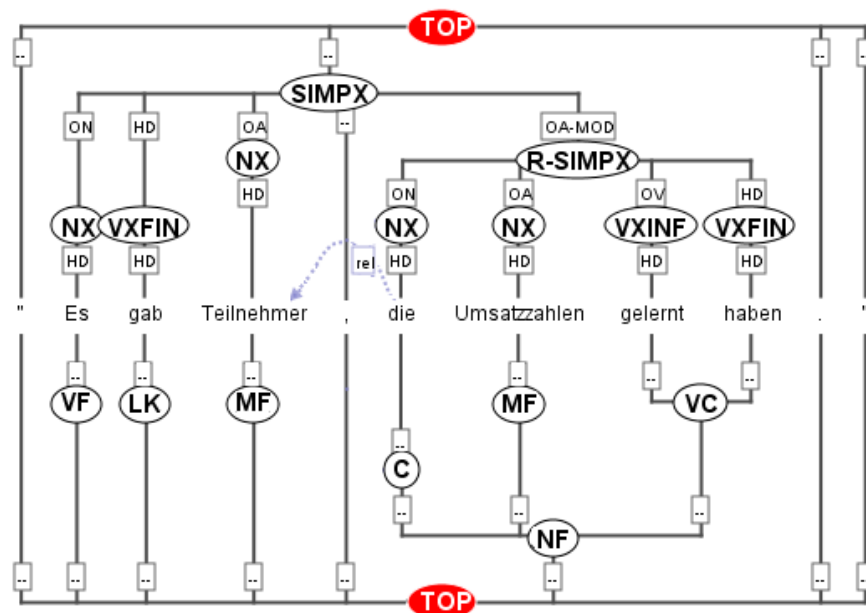 TOP
-- -- -- --
SIMPX
ON HD OA -- OA-MOD
NX R-SIMPX
HD ON OA OV HD
NX VXFIN NX NX VXINF VXFIN
HD HD rel HD HD HD HD
" Es gab Teilnehmer , die Umsatzzahlen gelernt haben . "
-- -- -- -- -- --
VF LK MF MF VC
--
C
-- -- --
NF
-- -- -- -- -- -- -- --
TOP